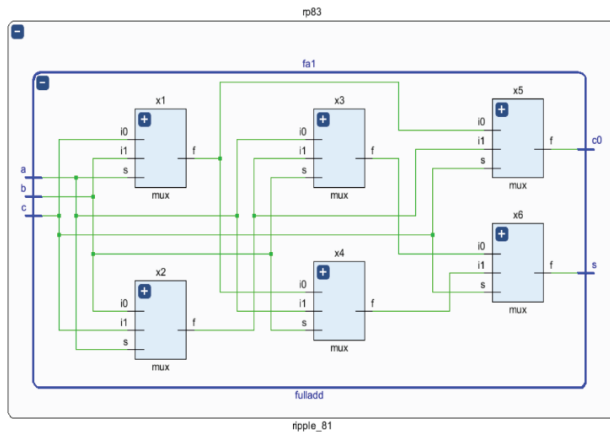 rp83
fa1
x1
i0
i1
s
f
mux
x3
i0
i1
s
f
mux
x5
i0
i1
s
f
mux
c0
a
b
c
x2
i0
i1
s
f
mux
x4
i0
i1
s
f
mux
x6
i0
i1
s
f
mux
s
fulladd
ripple_81